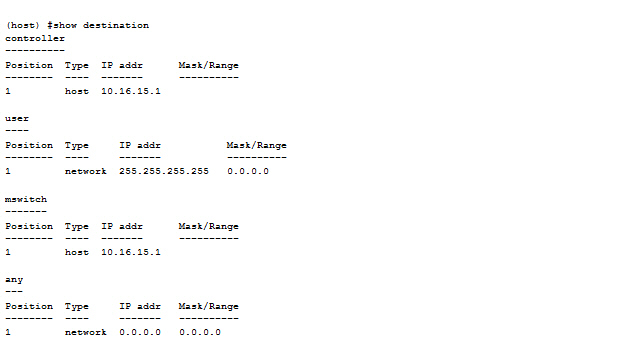 (host) #show destination
controller
----------
Position  Type  IP addr      Mask/Range
--------  ----  -------      ----------
1         host  10.16.15.1
user
----
Position  Type     IP addr           Mask/Range
--------  ----     -------           ----------
1         network  255.255.255.255   0.0.0.0
mswitch
-------
Position  Type  IP addr      Mask/Range
--------  ----  -------      ----------
1         host  10.16.15.1
any
---
Position  Type     IP addr   Mask/Range
--------  ----     -------   ----------
1         network  0.0.0.0   0.0.0.0